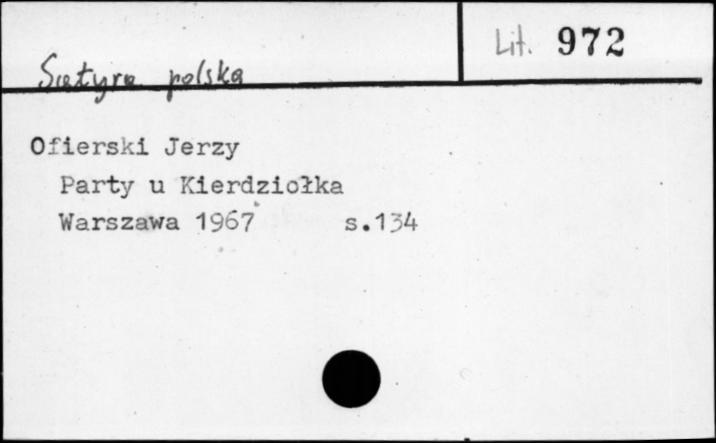 Satyra polska
Lit. 972
Ofierski Jerzy
Party u Kierdziołka
Warszawa 1967 s.134